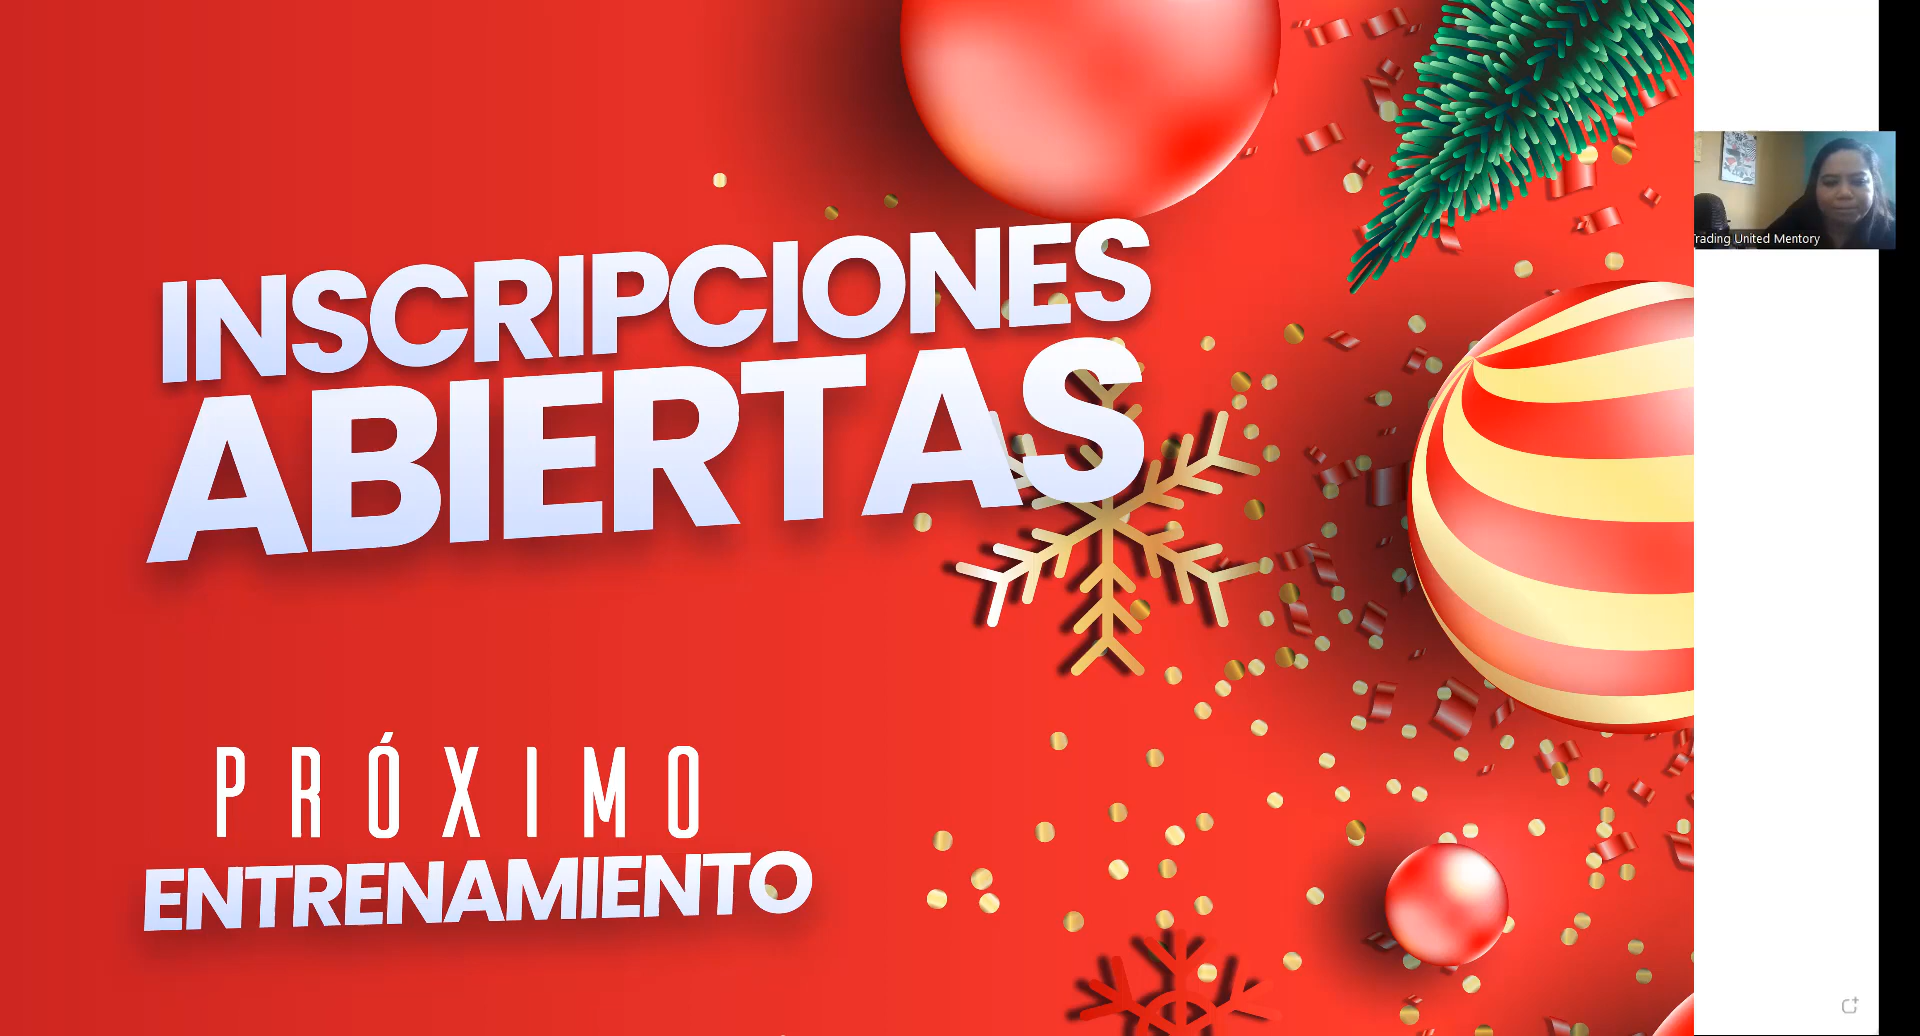 INSCRIPCIONES
ABIERTAS
PRÓXIMO
ENTRENAMIENTO
Trading United Mentory